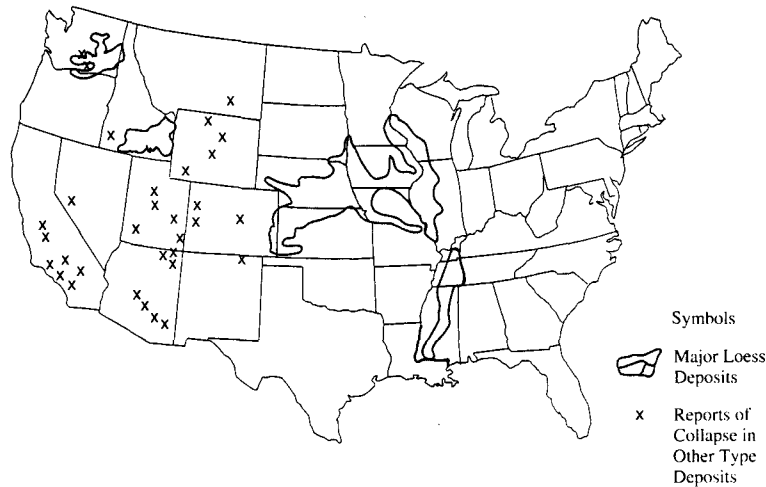 Symbols
Major Loess
Deposits
x Reports of
Collapse in
Other Type
Deposits